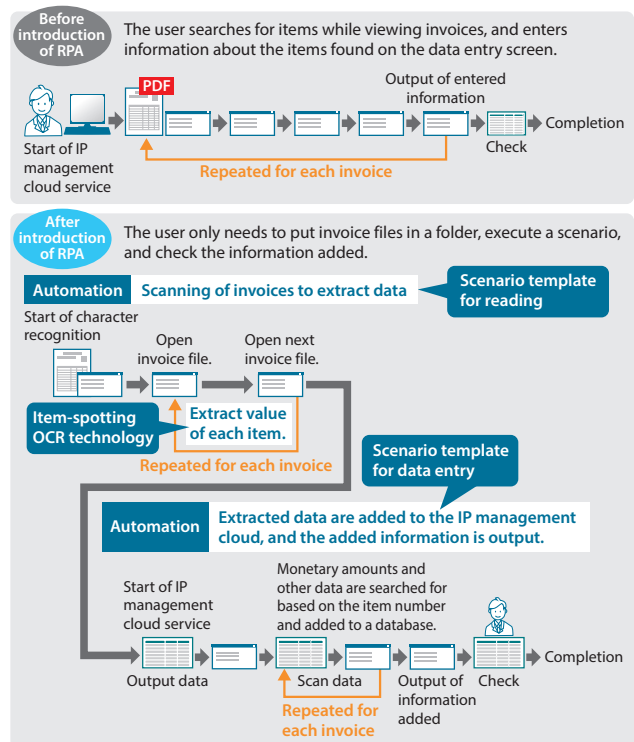 Before
introduction
of RPA
The user searches for items while viewing invoices, and enters
information about the items found on the data entry screen.
PDF
Output of entered
information
Start of IP
management
cloud service
Check
Completion
Repeated for each invoice
After
introduction
of RPA
The user only needs to put invoice files in a folder, execute a scenario,
and check the information added.
Automation
Scanning of invoices to extract data
Scenario template
for reading
Start of character
recognition
Open
invoice file.
Open next
invoice file.
Item-spotting
OCR technology
Extract value
of each item.
Repeated for each invoice
Scenario template
for data entry
Automation
Extracted data are added to the IP management
cloud, and the added information is output.
Start of IP
management
cloud service
Monetary amounts and
other data are searched for
based on the item number
and added to a database.
Output data
Scan data
Output of
information
added
Check
Completion
Repeated for
each invoice